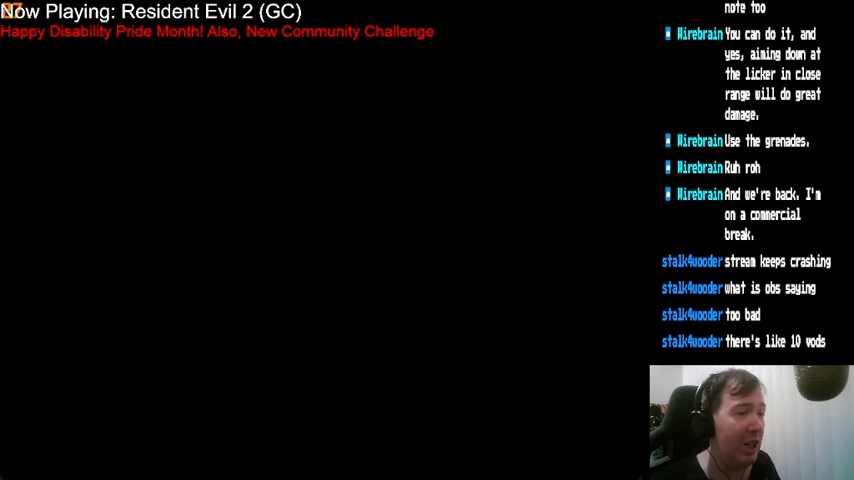 Now Playing: Resident Evil 2 (GC)
Happy Disability Pride Month! Also, New Community Challenge
note too
Wirebrain You can do it, and
yes, aiming down at
the licker in close
range will do great
damage.
Wirebrain Use the grenades.
Wirebrain Ruh roh
Wirebrain And we're back. I'm
on a commercial
break.
stalk4wooder stream keeps crashing
stalk4wooder what is obs saying
stalk4wooder too bad
stalk4wooder there's like 10 vods